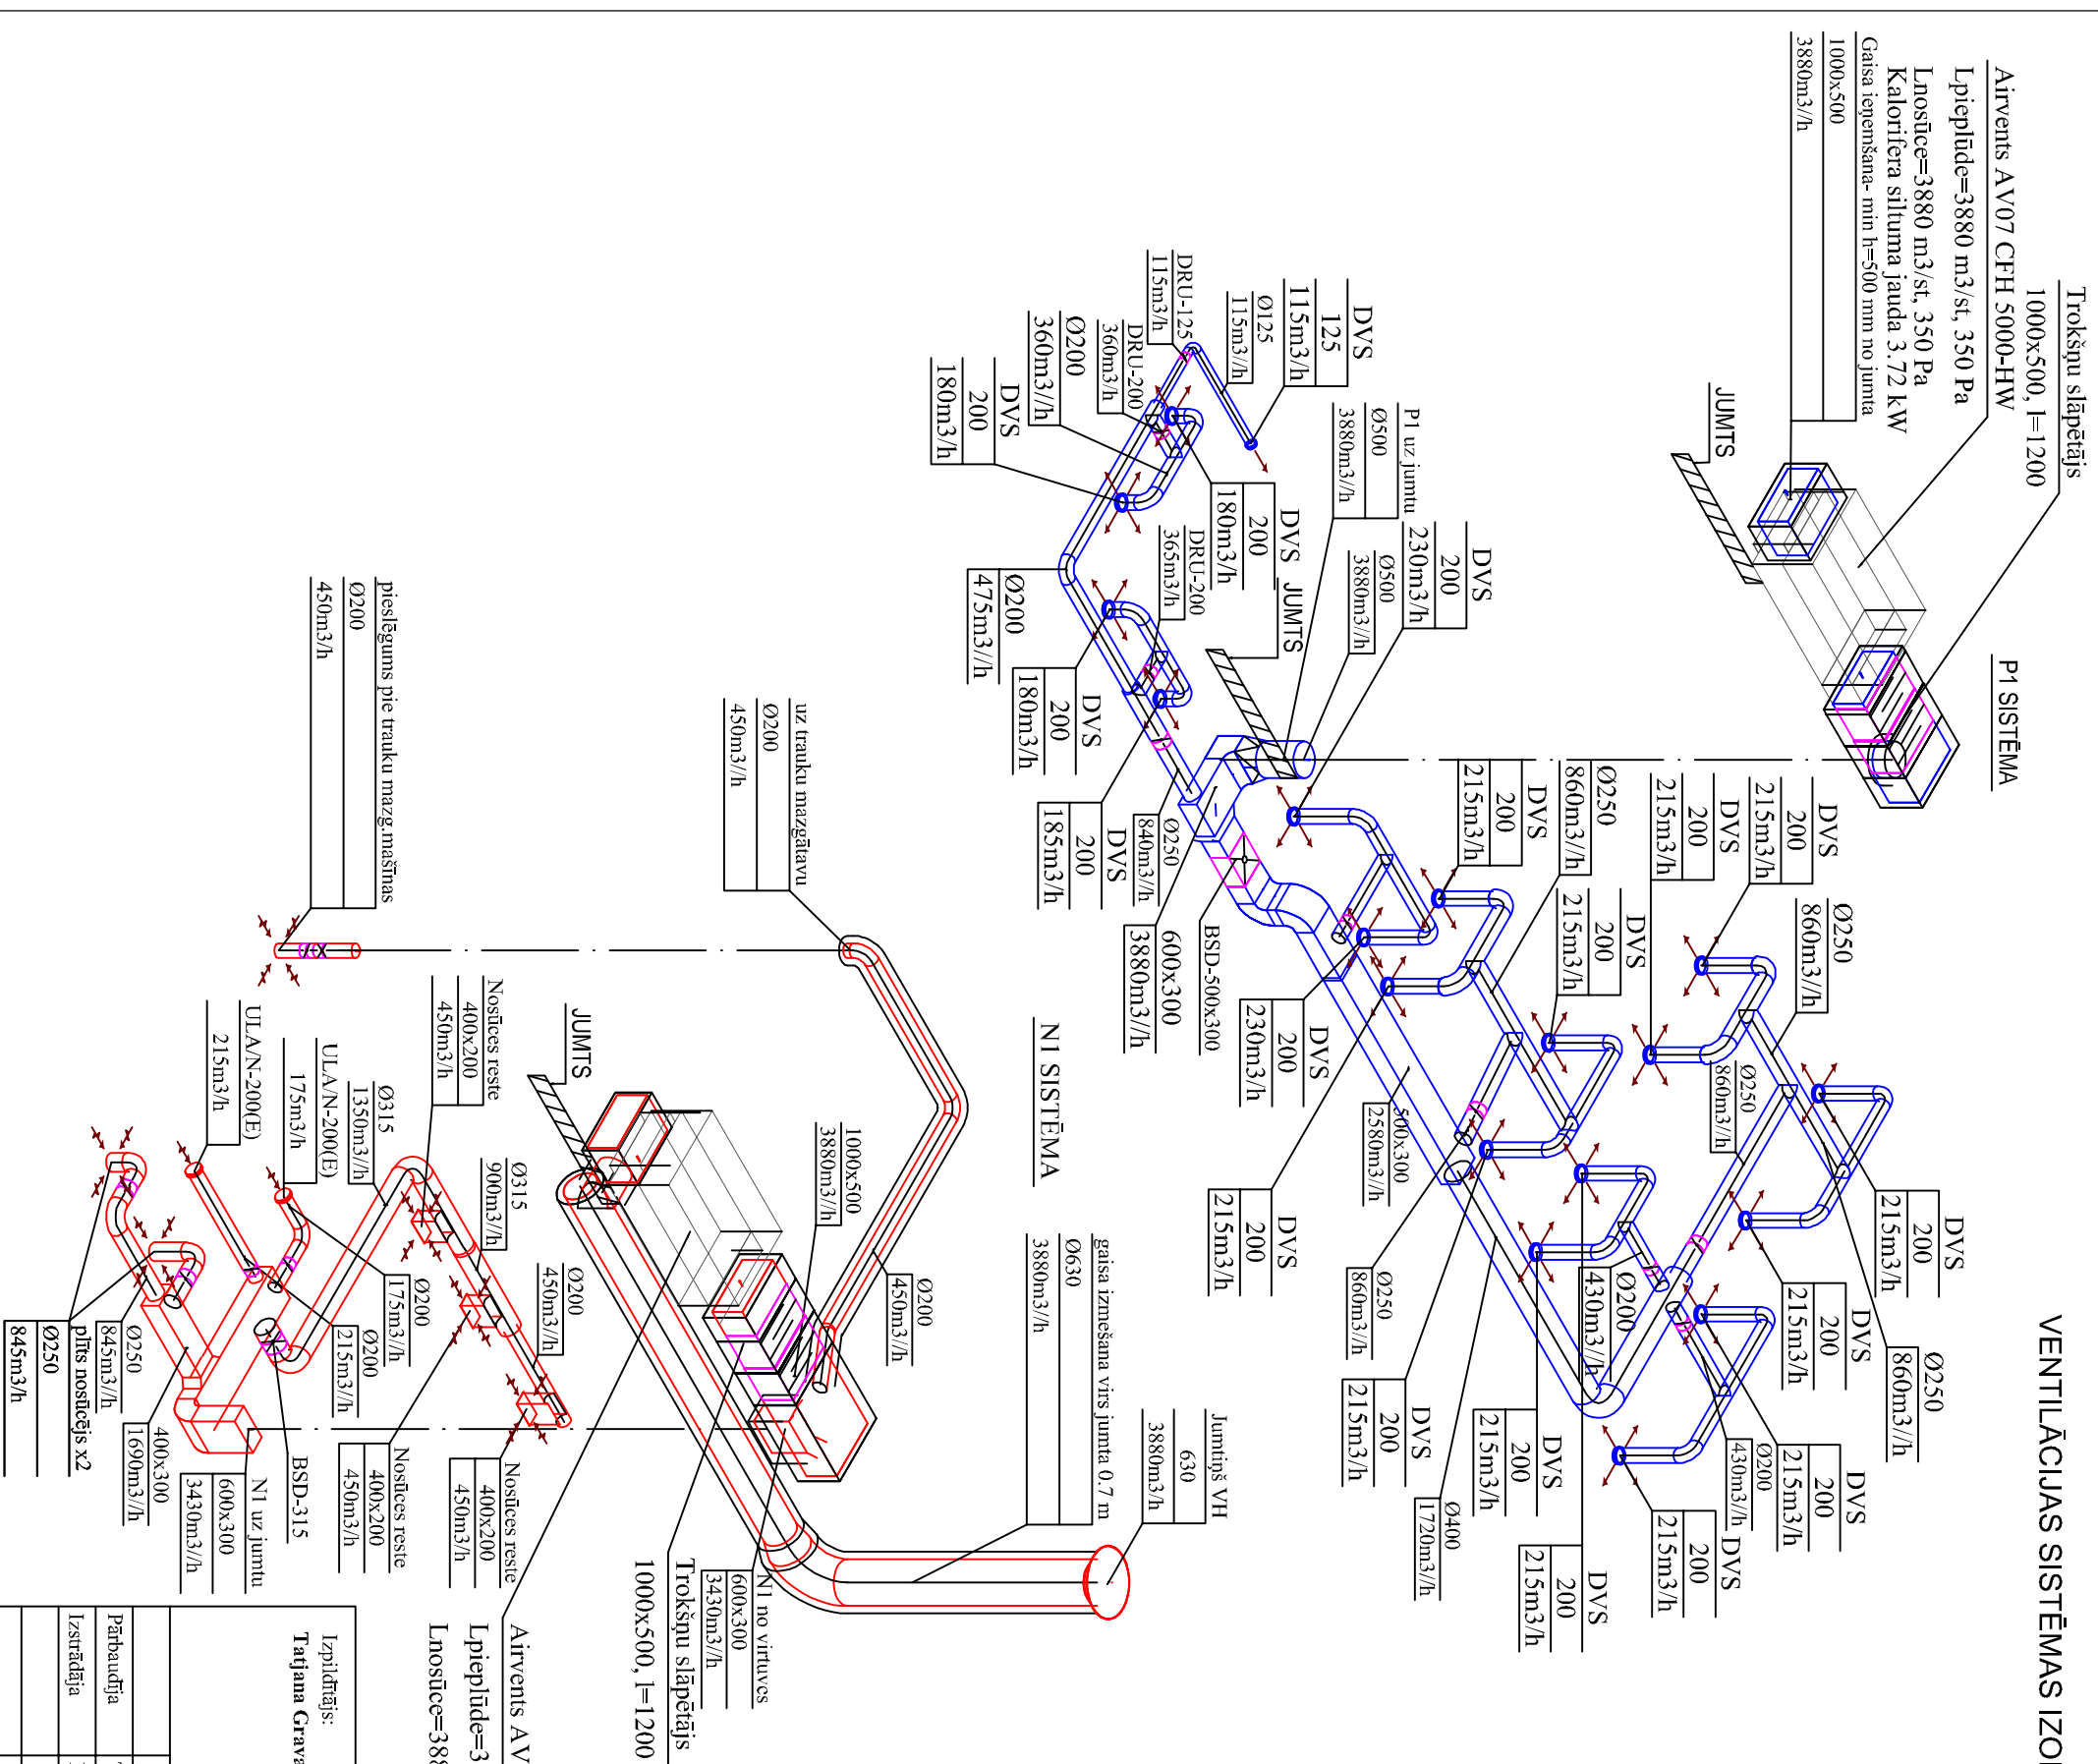 VENTILĀCIJAS SISTĒMAS
Trokšņu slāpētājs
1000x500, l=1200
Airvents AV07 CFH 5000-HW
Lpieplūde=3880 m3/st, 350 Pa
Lnosūce=3880 m3/st, 350 Pa
Kalorifera siltuma jauda 3.72 kW
Gaisa ieņemšana- min h=500 mm no jumta
1000x500
3880m3//h
JUMTS
P1 SISTĒMA
DVS
125
115m3/h
Ø125
115m3//h
DRU-125
115m3/h
DRU-200
360m3/h
Ø200
360m3//h
DVS
200
180m3/h
P1 uz jumtu
Ø500
3880m3//h
DVS
200
180m3/h
DRU-200
365m3/h
JUMTS
Ø500
3880m3//h
DVS
200
230m3/h
Ø200
475m3//h
DVS
200
180m3/h
DVS
200
185m3/h
Ø250
840m3//h
600x300
3880m3//h
BSD-500x300
DVS
200
230m3/h
DVS
200
215m3/h
Ø250
860m3//h
DVS
200
215m3/h
DVS
200
215m3/h
DVS
200
215m3/h
Ø250
860m3//h
Ø250
860m3//h
500x300
2580m3//h
DVS
200
215m3/h
Ø250
860m3//h
DVS
200
215m3/h
Ø400
1720m3//h
DVS
200
215m3/h
DVS
200
215m3/h
Ø200
430m3//h
DVS
200
215m3/h
Ø200
430m3//h
DVS
200
215m3/h
DVS
200
215m3/h
DVS
200
215m3/h
Ø250
860m3//h
N1 SISTĒMA
pieslēgums pie trauku mazg.mašīnas
Ø200
450m3/h
uz trauku mazgātavu
Ø200
450m3//h
JUMTS
1000x500
3880m3//h
Ø200
450m3//h
gaisa izmešana virs jumta 0.7 m
Ø630
3880m3//h
Jumtiņš VH
630
3880m3/h
Nosūces reste
400x200
450m3/h
Ø315
900m3//h
Ø200
450m3//h
Ø315
1350m3//h
ULA/N-200(E)
175m3/h
ULA/N-200(E)
215m3/h
Ø200
175m3//h
Ø200
215m3//h
Ø250
845m3//h
plīts nosūcējs x2
Ø250
845m3/h
400x300
1690m3//h
N1 uz jumtu
600x300
3430m3//h
BSD-315
Nosūces reste
400x200
450m3/h
Nosūces reste
400x200
450m3/h
N1 no virtuves
600x300
3430m3//h
Trokšņu slāpētājs
1000x500, l=1200
Airvents
Izpildītājs:
Tatjana
Pārbaudīja
Izstrādāja